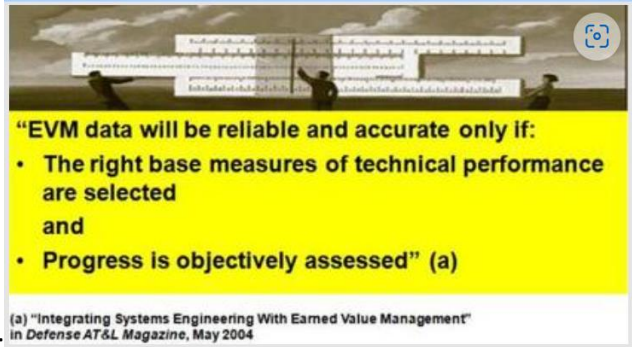 “EVM data will be reliable and accurate only if:
• The right base measures of technical performance
are selected
and
• Progress is objectively assessed” (a)
(a) “Integrating Systems Engineering With Earned Value Management”
in Defense AT&L Magazine, May 2004